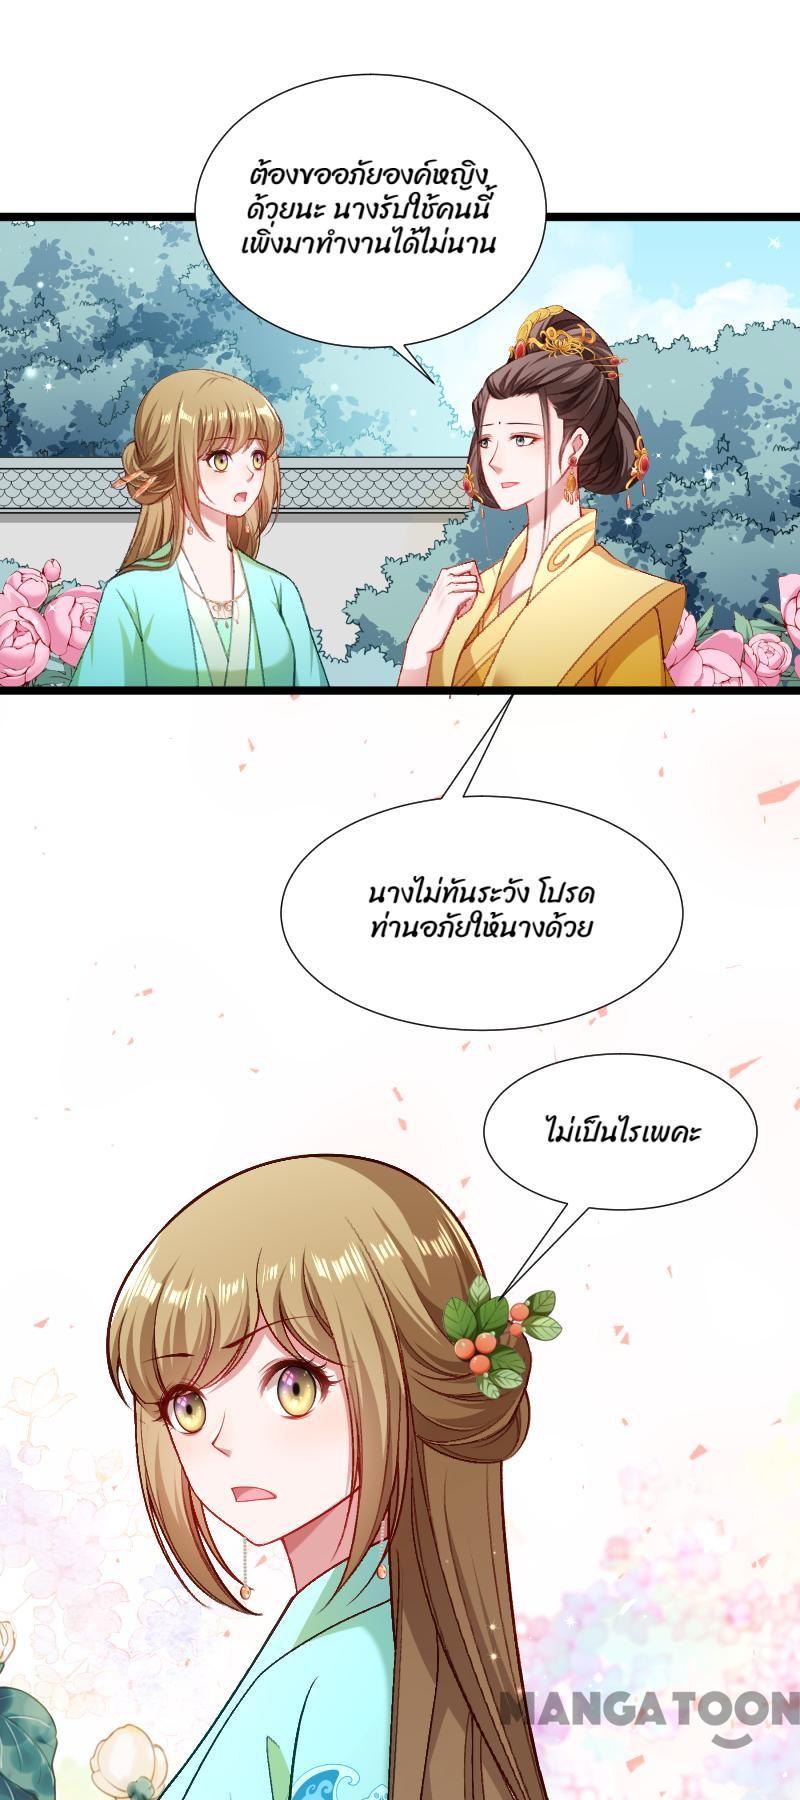 ต้องขออภัยองค์หญิง
ด้วยนะ นางรับใช้คนนี้
เพิ่งมาทำงานได้ไม่นาน
นางไม่ทันระวัง โปรด
ท่านอภัยให้นางด้วย
ไม่เป็นไรเพคะ
MANGATOON